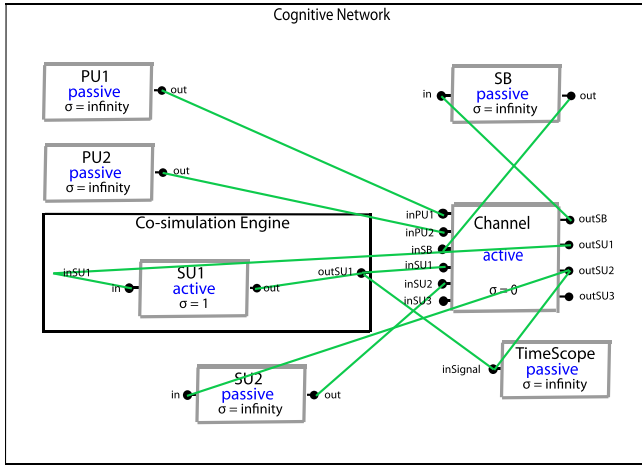 Cognitive Network
PU1
passive
σ = infinity
out
SB
passive
σ = infinity
in
out
PU2
passive
σ = infinity
out
Co-simulation Engine
inSU1
SU1
active
σ = 1
in
out
outSU1
Channel
active
σ = 0
inPU1
inPU2
inSB
inSU1
inSU2
inSU3
outSB
outSU1
outSU2
outSU3
SU2
passive
σ = infinity
in
out
TimeScope
passive
σ = infinity
inSignal